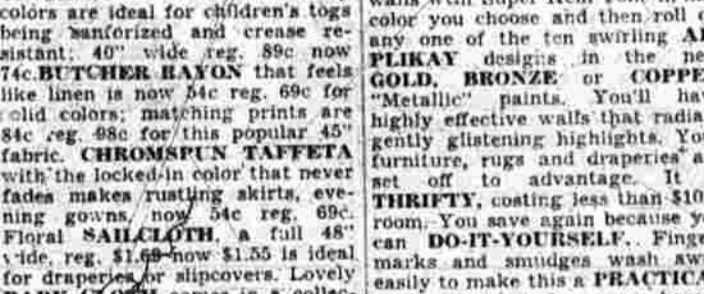 colors are ideal for children's togs
being sanforized and crease re-
sistant; 40" wide reg. 89c now
74c. BUTCHER RAYON that feels
like linen is now 54c reg. 69c for
solid colors; matching prints are
84c reg. 98c for this popular 45"
fabric. CHROMSPUN TAFFETA
with the locked-in color that never
fades makes rustling skirts, eve-
ning gowns, now 54c reg. 69c.
Floral SAILCLOTH, a full 48"
wide, reg. $1.69 now $1.55 is ideal
for draperies or slipcovers. Lovely
color you choose and then roll
any one of the ten swirling
PLIKAY designs in the
GOLD, BRONZE or COPPE
"Metallic" paints. You'll hav
highly effective walls that radia
gently glistening highlights. You
furniture, rugs and draperies a
set off to advantage. It
THRIFTY, costing less than $10
room. You save again because y
can DO-IT-YOURSELF.. Finge
marks and smudges wash aw
easily to make this a PRACTICA